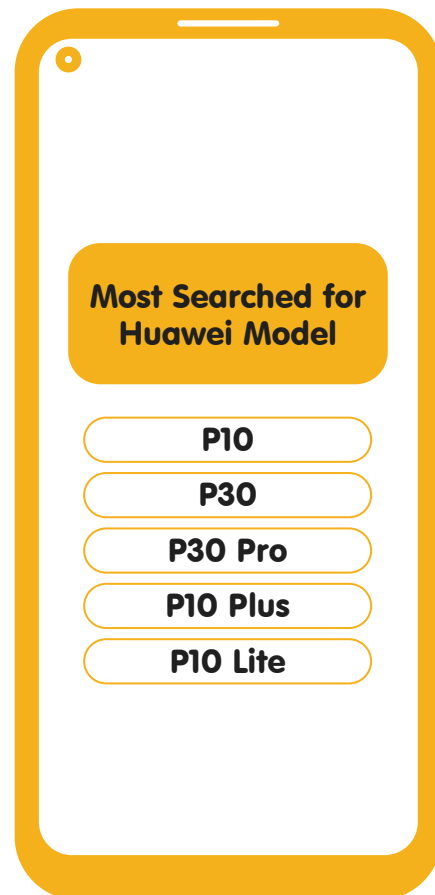 Most Searched for
Huawei Model
P10
P30
P30 Pro
P10 Plus
P10 Lite